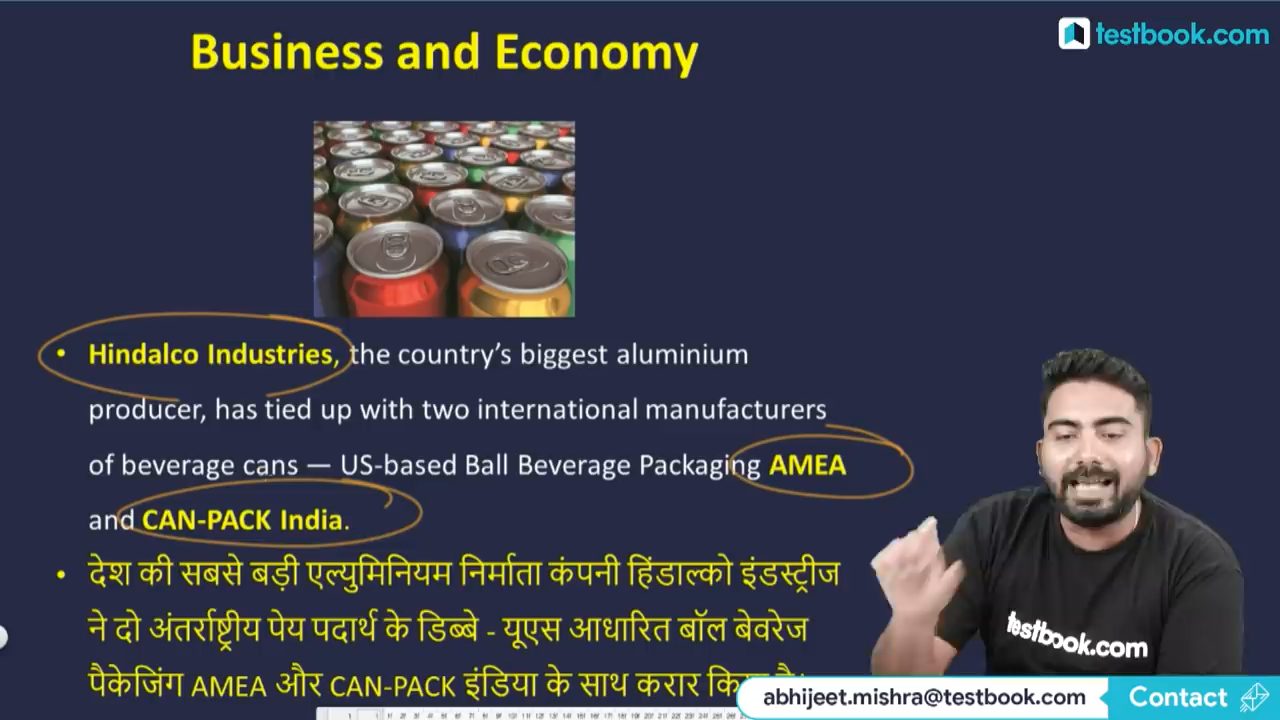 Business and Economy
testbook.com
• Hindalco Industries, the country's biggest aluminium
producer, has tied up with two international manufacturers
of beverage cans — US-based Ball Beverage Packaging AMEA
and CAN-PACK India.
• देश की सबसे बड़ी एल्युमिनियम निर्माता कंपनी हिंडाल्को इंडस्ट्रीज
ने दो अंतर्राष्ट्रीय पेय पदार्थ के डिब्बे - यूएस आधारित बॉल बेवरेज
पैकेजिंग AMEA और CAN-PACK इंडिया के साथ करार
testbook.com
abhijeet.mishra@testbook.com
Contact